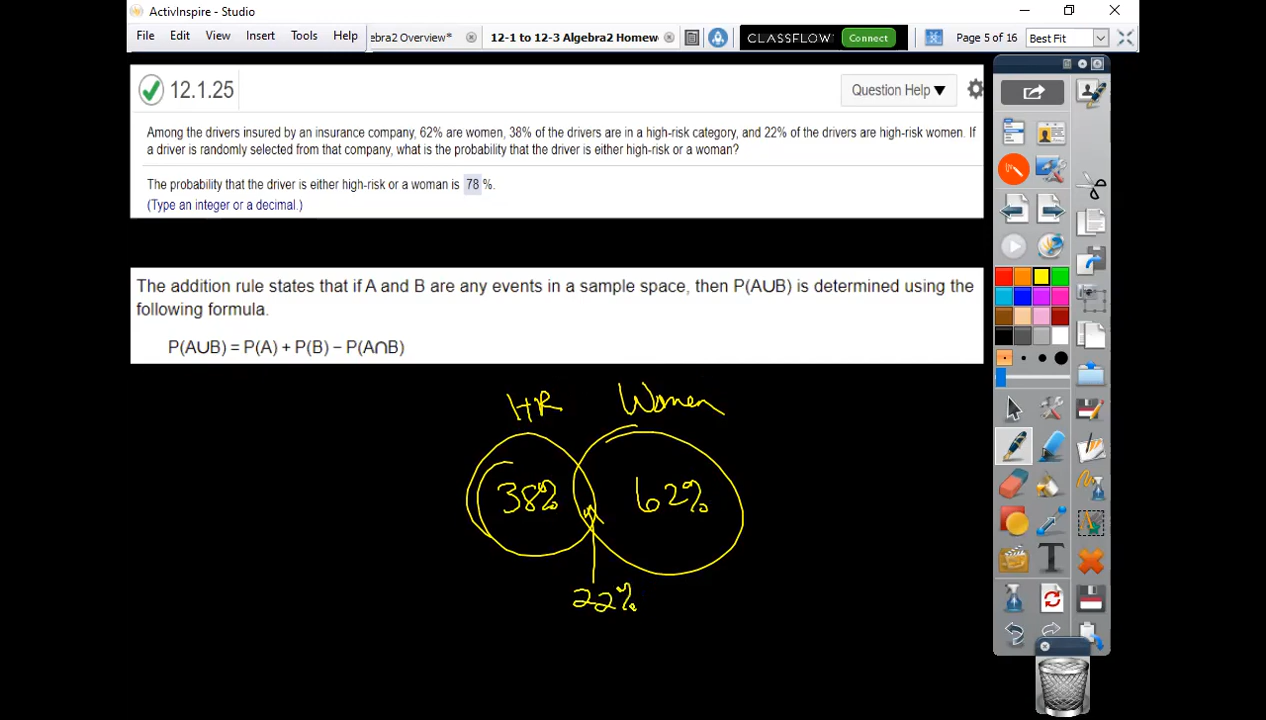 ActivInspire - Studio
File Edit View Insert Tools Help
ebra2 Overview* 12-1 to 12-3 Algebra2 Homew CLASSFLOW Connect Page 5 of 16 Best Fit
12.1.25 Question Help
Among the drivers insured by an insurance company, 62% are women, 38% of the drivers are in a high-risk category, and 22% of the drivers are high-risk women. If
a driver is randomly selected from that company, what is the probability that the driver is either high-risk or a woman?
The probability that the driver is either high-risk or a woman is 78 %.
(Type an integer or a decimal.)
The addition rule states that if A and B are any events in a sample space, then P(A∪B) is determined using the
following formula.
P(A∪B) = P(A) + P(B) − P(A∩B)
HR Women
38% 62%
22%